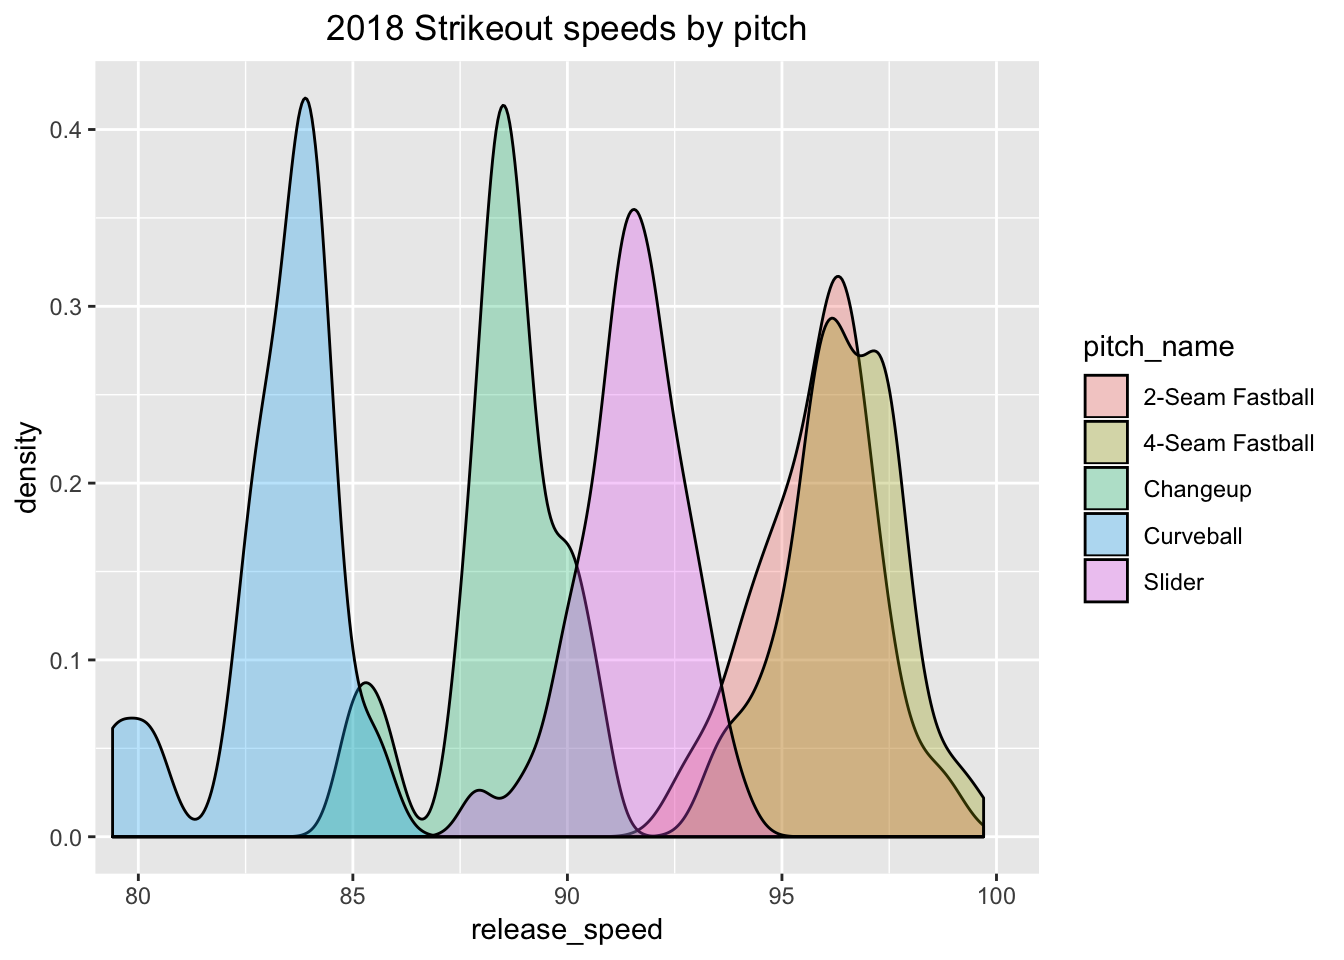 2018 Strikeout speeds by pitch
density
0.4
0.3
0.2
0.1
0.0
80 85 90 95 100
release_speed
pitch_name
2-Seam Fastball
4-Seam Fastball
Changeup
Curveball
Slider